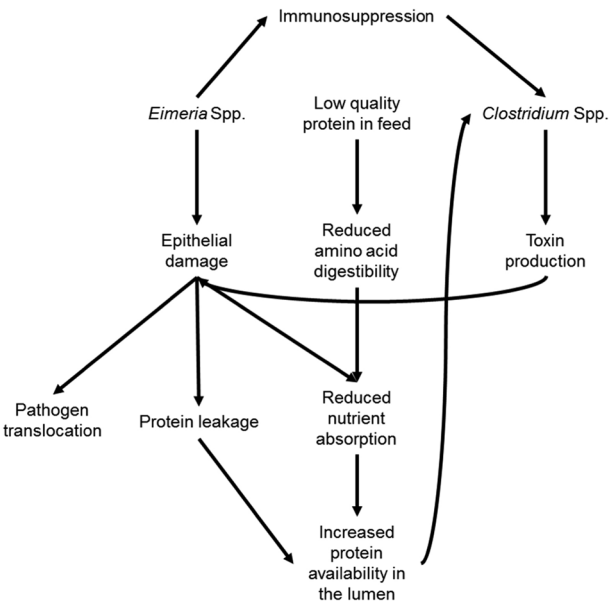 Immunosuppression
Eimeria Spp.
Low quality
protein in feed
Clostridium Spp.
Epithelial
damage
Reduced
amino acid
digestibility
Toxin
production
Pathogen
translocation
Protein leakage
Reduced
nutrient
absorption
Increased
protein
availability in
the lumen